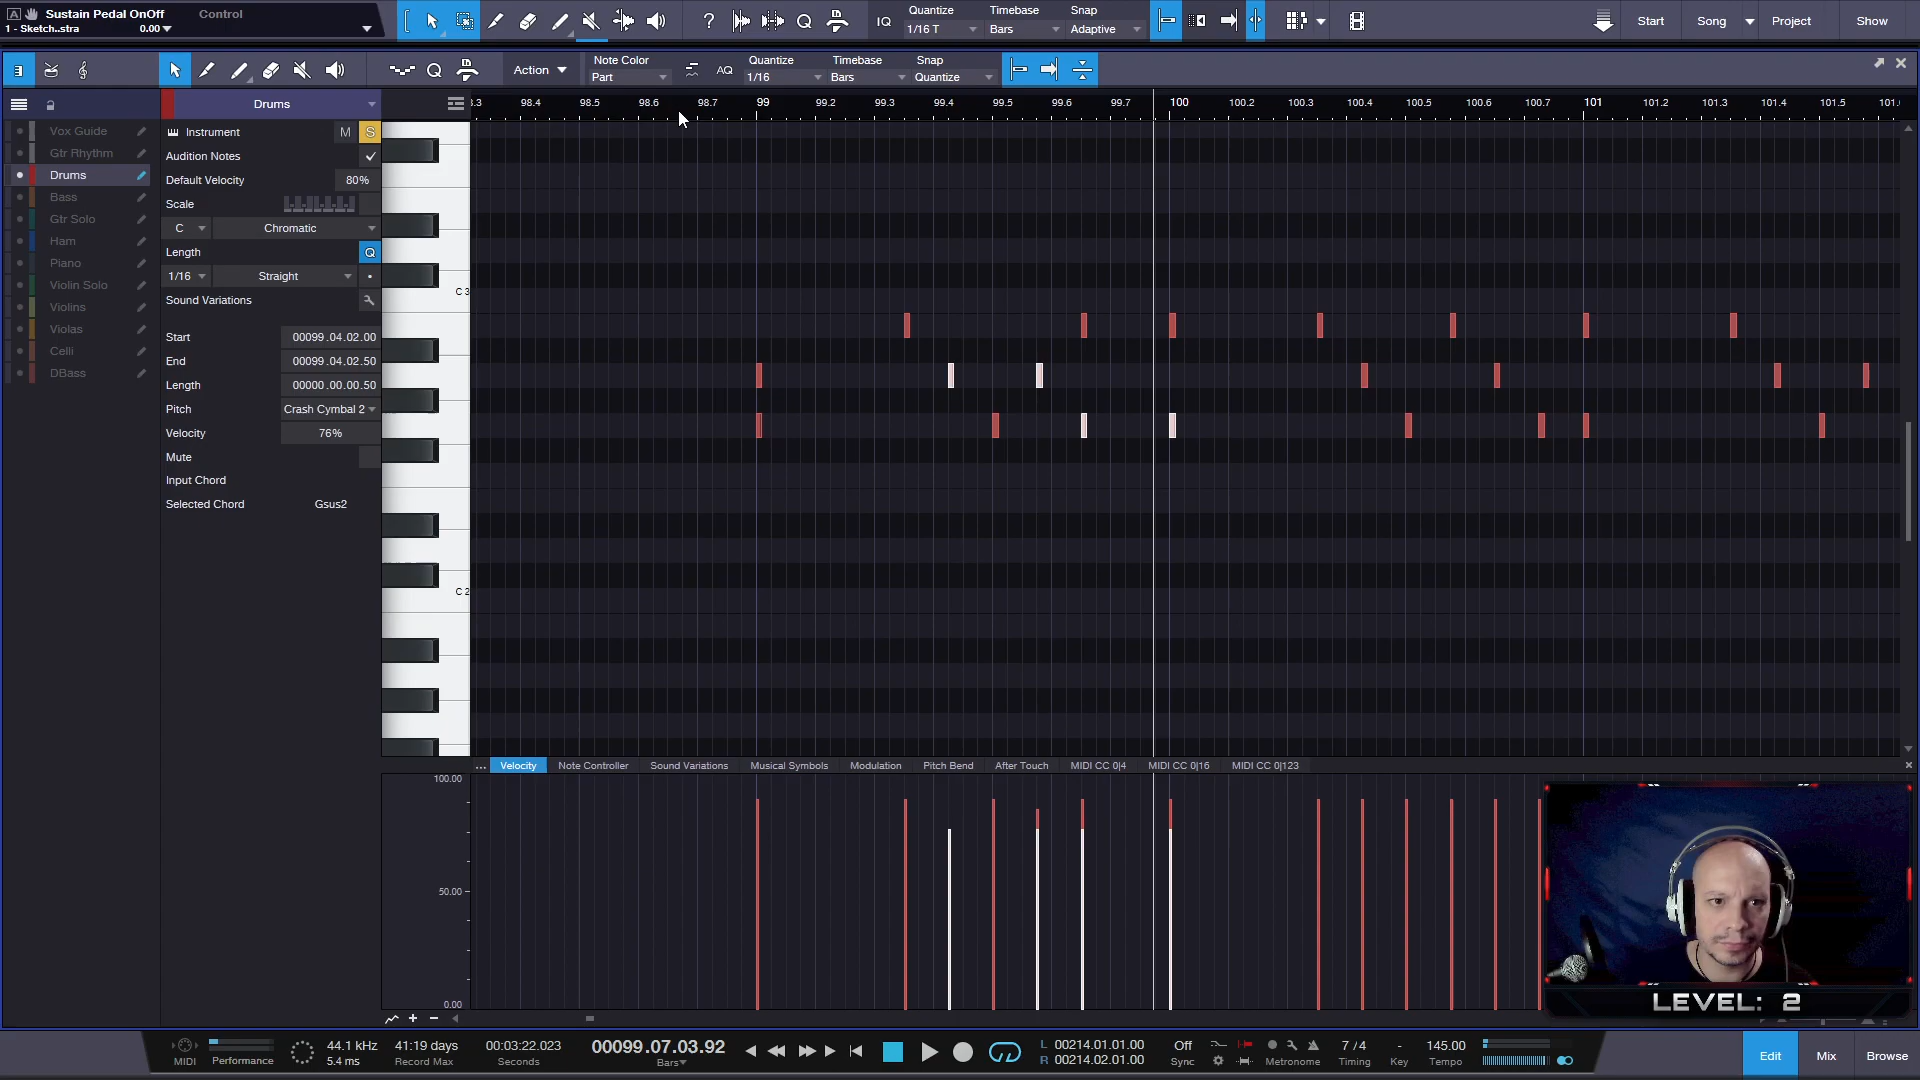 Sustain Pedal OnOff Control
1 - Sketch..stra 0.00
IQ
Quantize
1/16 T
Timebase
Bars
Snap
Adaptive
Start Song Project Show
Action
Note Color
Part
AQ
Quantize
1/16
Timebase
Bars
Snap
Quantize
Vox Guide
Gtr Rhythm
Drums
Bass
Gtr Solo
Ham
Piano
Violin Solo
Violins
Violas
Celli
DBass
Drums
Instrument M S
Audition Notes
Default Velocity 80%
Scale
C Chromatic
Length Q
1/16 Straight
Sound Variations
Start 00099.04.02.00
End 00099.04.02.50
Length 00000.00.00.50
Pitch Crash Cymbal 2
Velocity 76%
Mute
Input Chord
Selected Chord Gsus2
98.4 98.5 98.6 98.7 99 99.2 99.3 99.4 99.5 99.6 99.7 100 100.2 100.3 100.4 100.5 100.6 100.7 101 101.2 101.3 101.4 101.5
C 3
C 2
... Velocity Note Controller Sound Variations Musical Symbols Modulation Pitch Bend After Touch MIDI CC 0|4 MIDI CC 0|16 MIDI CC 0|123
100.00
50.00
0.00
LEVEL: 2
MIDI
Performance
44.1 kHz
5.4 ms
41:19 days
Record Max
00:03:22.023
Seconds
00099.07.03.92
Bars
L 00214.01.01.00
R 00214.02.01.00
Off
Sync
Metronome
7 / 4
Timing
-
Key
145.00
Tempo
Edit Mix Browse